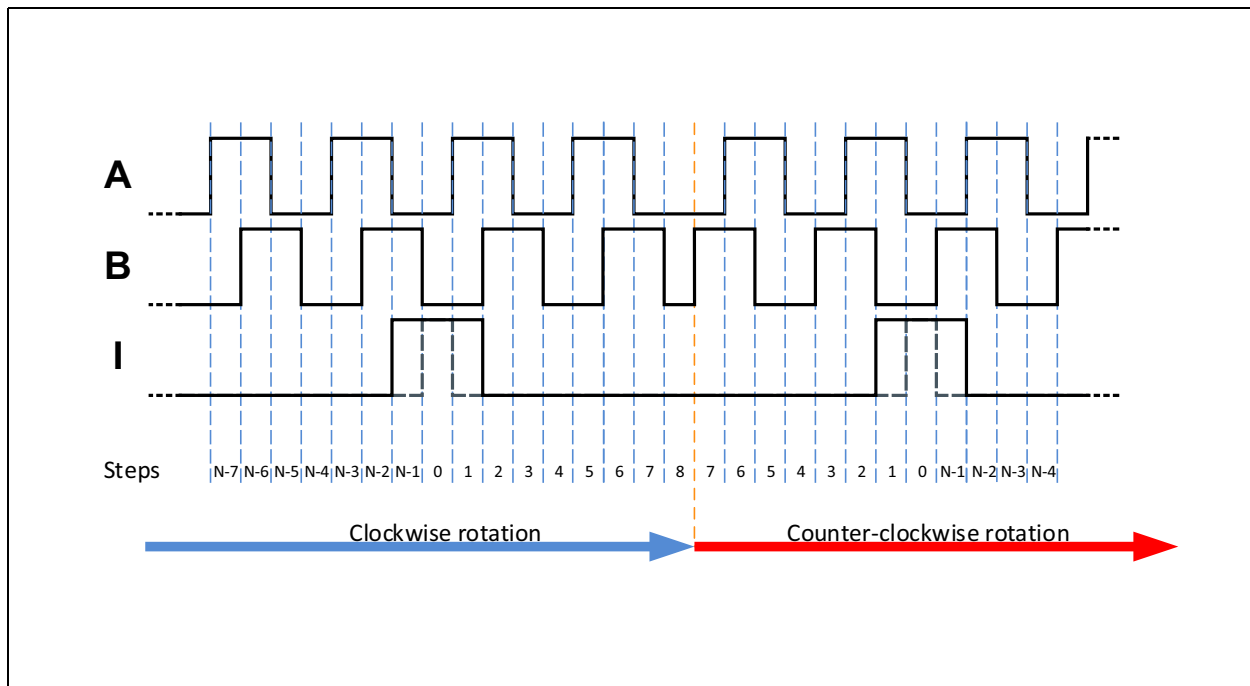 A
B
I
Steps N-7 N-6 N-5 N-4 N-3 N-2 N-1 0 1 2 3 4 5 6 7 8 7 6 5 4 3 2 1 0 N-1 N-2 N-3 N-4
Clockwise rotation Counter-clockwise rotation